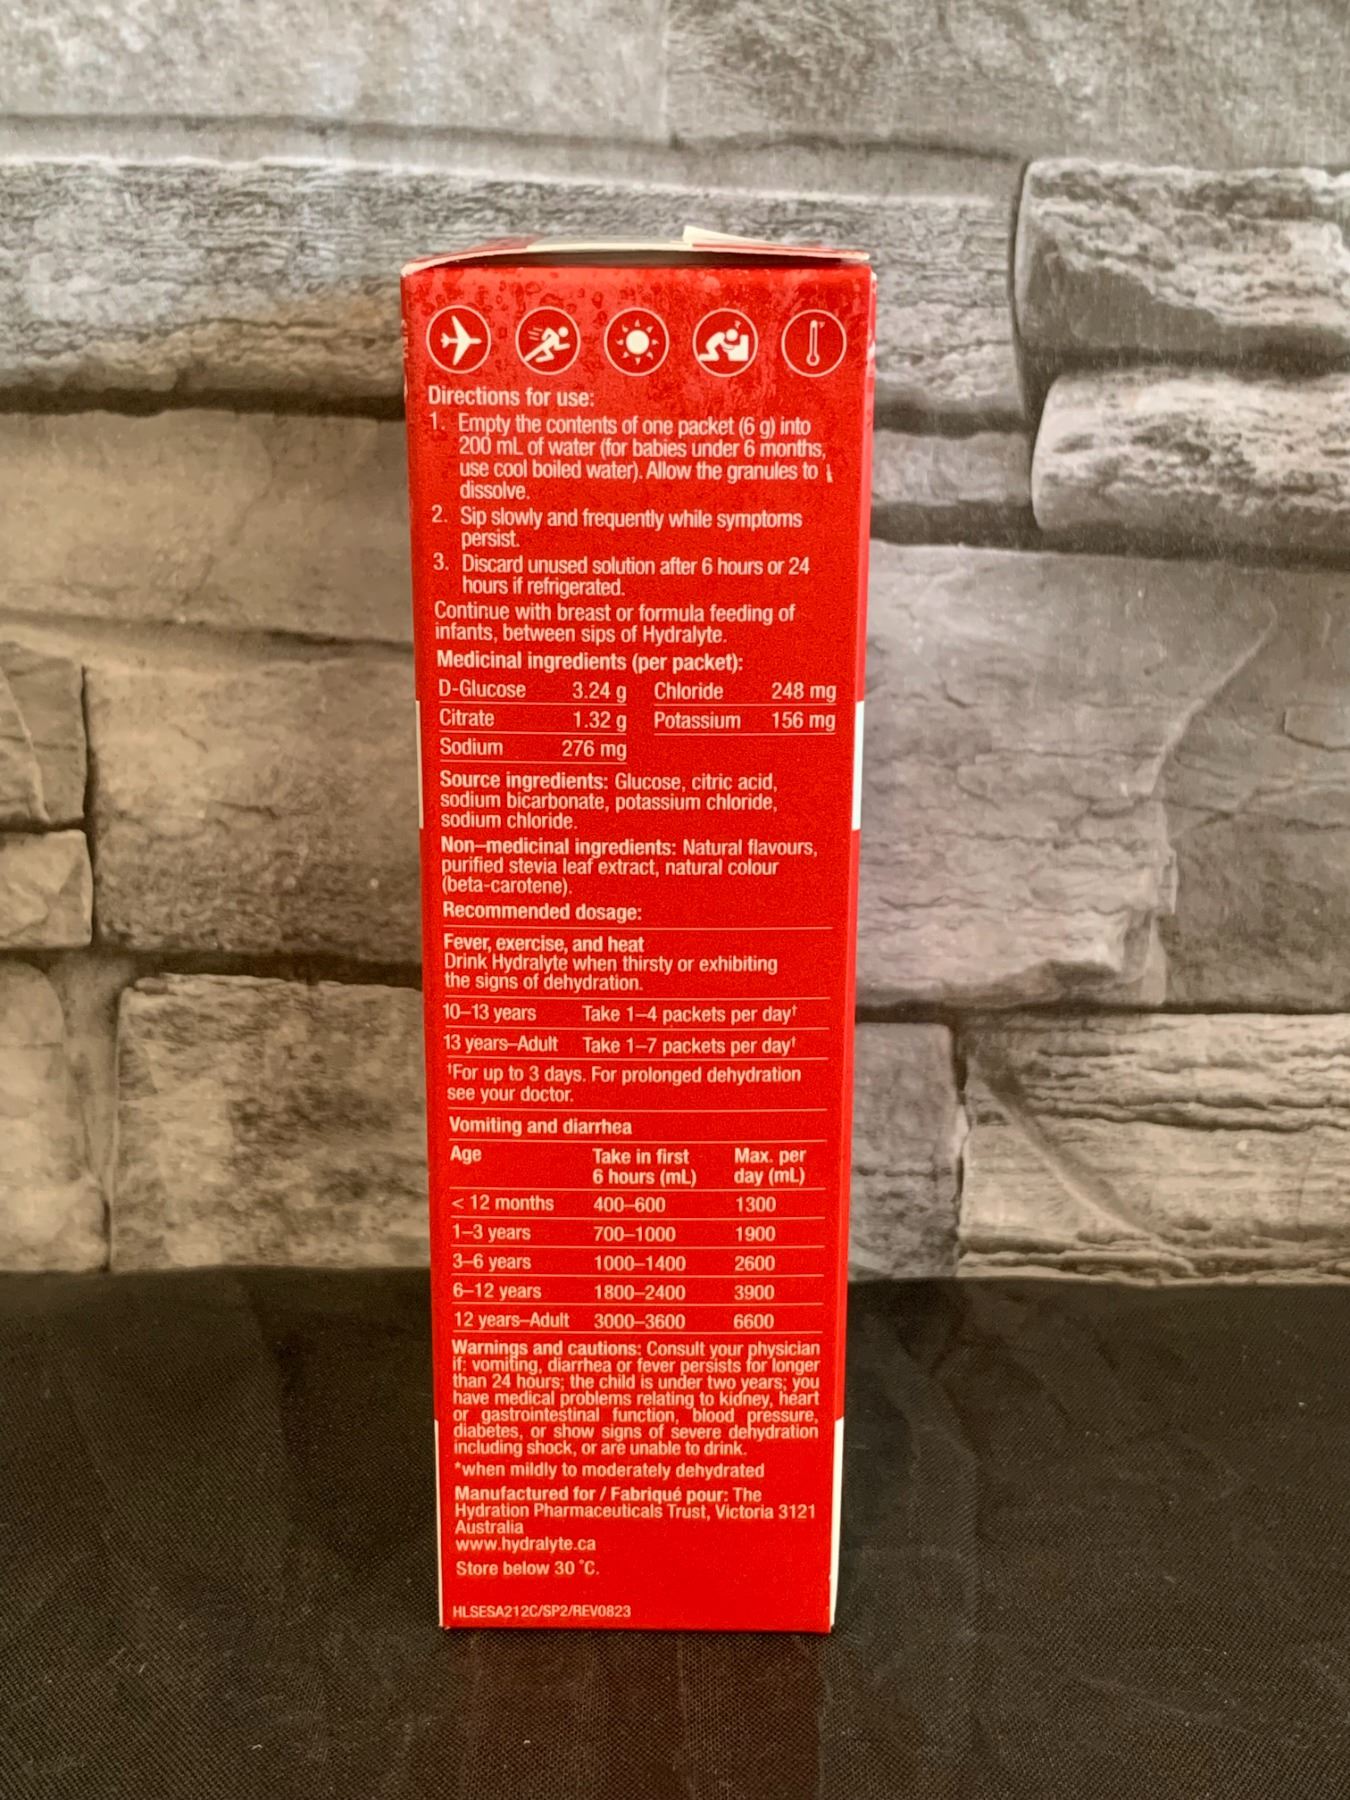 Directions for use:
1. Empty the contents of one packet (6 g) into
200 mL of water (for babies under 6 months,
use cool boiled water). Allow the granules to
dissolve.
2. Sip slowly and frequently while symptoms
persist.
3. Discard unused solution after 6 hours or 24
hours if refrigerated.
Continue with breast or formula feeding of
infants, between sips of Hydralyte.
Medicinal ingredients (per packet):
D-Glucose 3.24 g Chloride 248 mg
Citrate 1.32 g Potassium 156 mg
Sodium 276 mg
Source ingredients: Glucose, citric acid,
sodium bicarbonate, potassium chloride,
sodium chloride.
Non–medicinal ingredients: Natural flavours,
purified stevia leaf extract, natural colour
(beta-carotene).
Recommended dosage:
Fever, exercise, and heat
Drink Hydralyte when thirsty or exhibiting
the signs of dehydration.
10–13 years Take 1–4 packets per day†
13 years–Adult Take 1–7 packets per day†
†For up to 3 days. For prolonged dehydration
see your doctor.
Vomiting and diarrhea
Age Take in first Max. per
6 hours (mL) day (mL)
< 12 months 400–600 1300
1–3 years 700–1000 1900
3–6 years 1000–1400 2600
6–12 years 1800–2400 3900
12 years–Adult 3000–3600 6600
Warnings and cautions: Consult your physician
if: vomiting, diarrhea or fever persists for longer
than 24 hours; the child is under two years; you
have medical problems relating to kidney, heart
or gastrointestinal function, blood pressure,
diabetes, or show signs of severe dehydration
including shock, or are unable to drink.
*when mildly to moderately dehydrated
Manufactured for / Fabriqué pour: The
Hydration Pharmaceuticals Trust, Victoria 3121
Australia
www.hydralyte.ca
Store below 30 °C.
HLSESA212C/SP2/REV0823